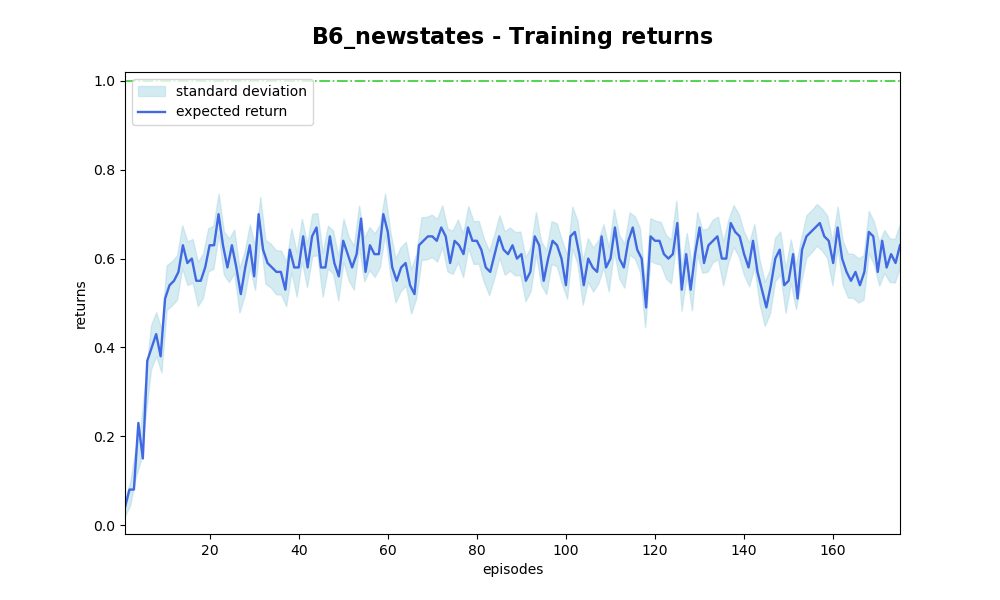 B6_newstates - Training returns
1.0
0.8
0.6
0.4
0.2
0.0
returns
standard deviation
expected return
20 40 60 80 100 120 140 160
episodes